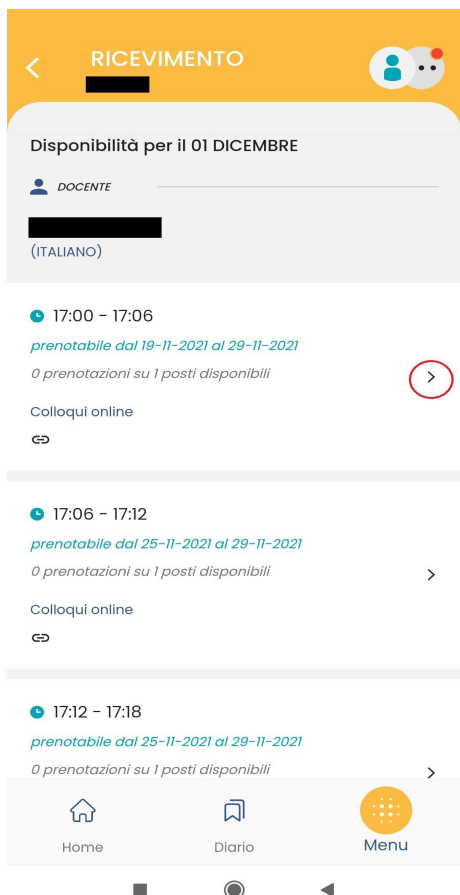 RICEVIMENTO
Disponibilità per il 01 DICEMBRE
DOCENTE
(ITALIANO)
17:00 - 17:06
prenotabile dal 19-11-2021 al 29-11-2021
0 prenotazioni su 1 posti disponibili
Colloqui online
17:06 - 17:12
prenotabile dal 25-11-2021 al 29-11-2021
0 prenotazioni su 1 posti disponibili
Colloqui online
17:12 - 17:18
prenotabile dal 25-11-2021 al 29-11-2021
0 prenotazioni su 1 posti disponibili
Home
Diario
Menu